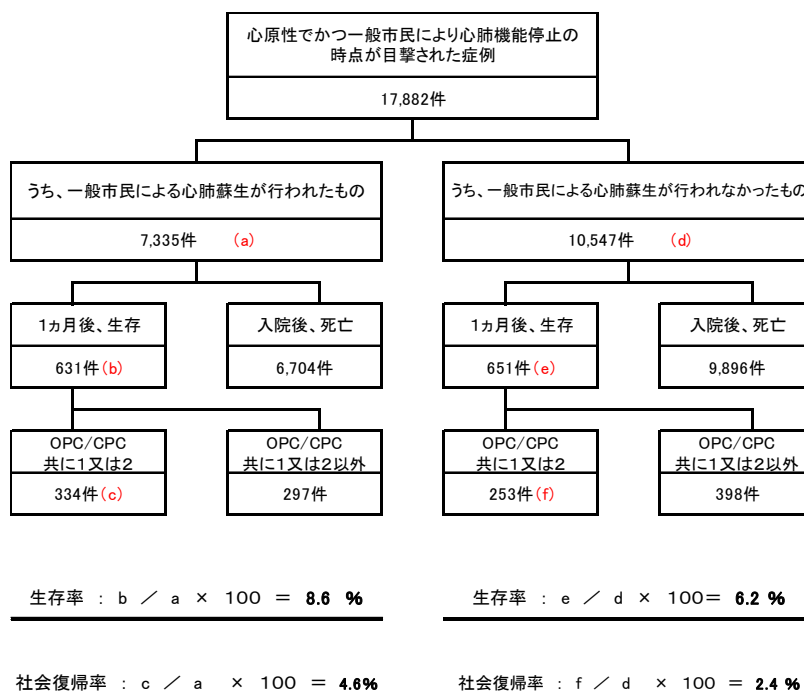 心原性でかつ一般市民により心肺機能停止の
時点が目撃された症例
17,882件
うち、一般市民による心肺蘇生が行われたもの
7,335件 (a)
うち、一般市民による心肺蘇生が行われなかったもの
10,547件 (d)
1ヵ月後、生存
631件(b)
入院後、死亡
6,704件
1ヵ月後、生存
651件(e)
入院後、死亡
9,896件
OPC/CPC
共に1又は2
334件(c)
OPC/CPC
共に1又は2以外
297件
OPC/CPC
共に1又は2
253件(f)
OPC/CPC
共に1又は2以外
398件
生存率 : b / a × 100 = 8.6 %
生存率 : e / d × 100= 6.2 %
社会復帰率 : c / a × 100 = 4.6%
社会復帰率 : f / d × 100 = 2.4 %